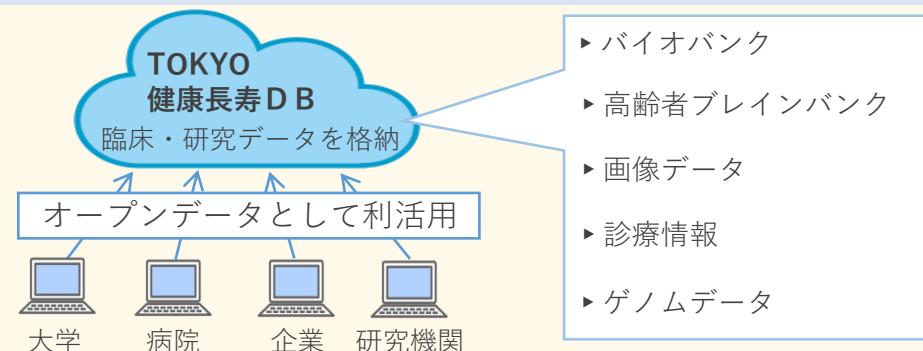 TOKYO
健康長寿ＤＢ
臨床・研究データを格納
オープンデータとして利活用
大学
病院
企業
研究機関
▸ バイオバンク
▸ 高齢者ブレインバンク
▸ 画像データ
▸ 診療情報
▸ ゲノムデータ